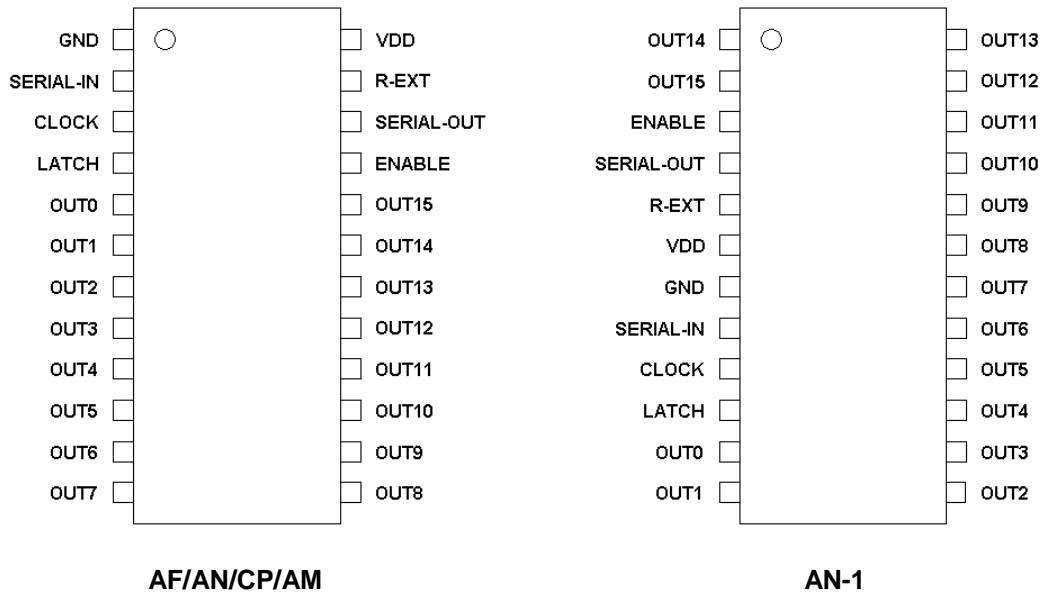 GND VDD OUT14 OUT13
SERIAL-IN R-EXT OUT15 OUT12
CLOCK SERIAL-OUT ENABLE OUT11
LATCH ENABLE SERIAL-OUT OUT10
OUT0 OUT15 R-EXT OUT9
OUT1 OUT14 VDD OUT8
OUT2 OUT13 GND OUT7
OUT3 OUT12 SERIAL-IN OUT6
OUT4 OUT11 CLOCK OUT5
OUT5 OUT10 LATCH OUT4
OUT6 OUT9 OUT0 OUT3
OUT7 OUT8 OUT1 OUT2
AF/AN/CP/AM AN-1